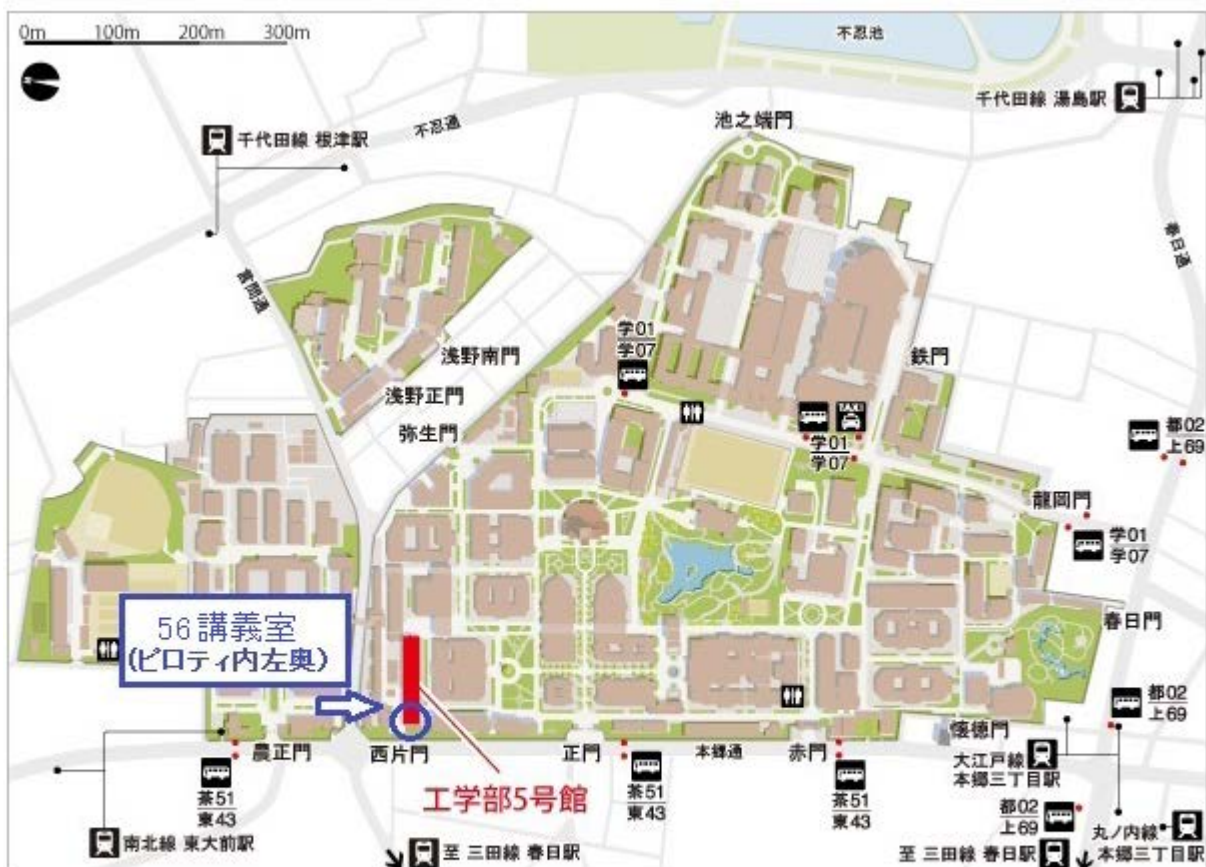 0m 100m 200m 300m
不忍池
千代田線 湯島駅
千代田線 根津駅
不忍通
池之端門
春日通
言問通
学01
学07
浅野南門
鉄門
浅野正門
弥生門
TAXI
学01
学07
都02
上69
龍岡門
学01
学07
56講義室
(ピロティ内左奥)
春日門
都02
上69
農正門
西片門
正門
本郷通
赤門
懐徳門
大江戸線
本郷三丁目駅
工学部5号館
茶51
東43
茶51
東43
茶51
東43
都02
上69
丸ノ内線
本郷三丁目駅
南北線 東大前駅
至 三田線 春日駅
至 三田線 春日駅